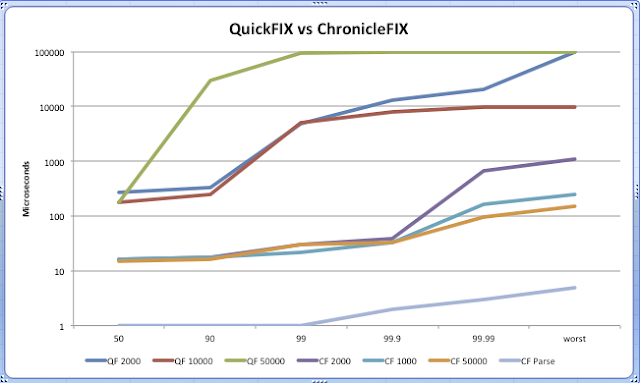 QuickFIX vs ChronicleFIX
100000
10000
1000
100
10
1
Microseconds
50 90 99 99.9 99.99 worst
QF 2000 QF 10000 QF 50000 CF 2000 CF 1000 CF 50000 CF Parse